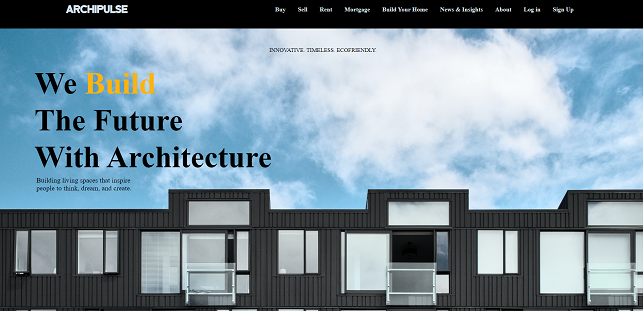 ARCHIPULSE
Buy Sell Rent Mortgage Build Your Home News & Insights About Log in Sign Up
INNOVATIVE. TIMELESS. ECOFRIENDLY.
We Build
The Future
With Architecture
Building living spaces that inspire
people to think, dream, and create.